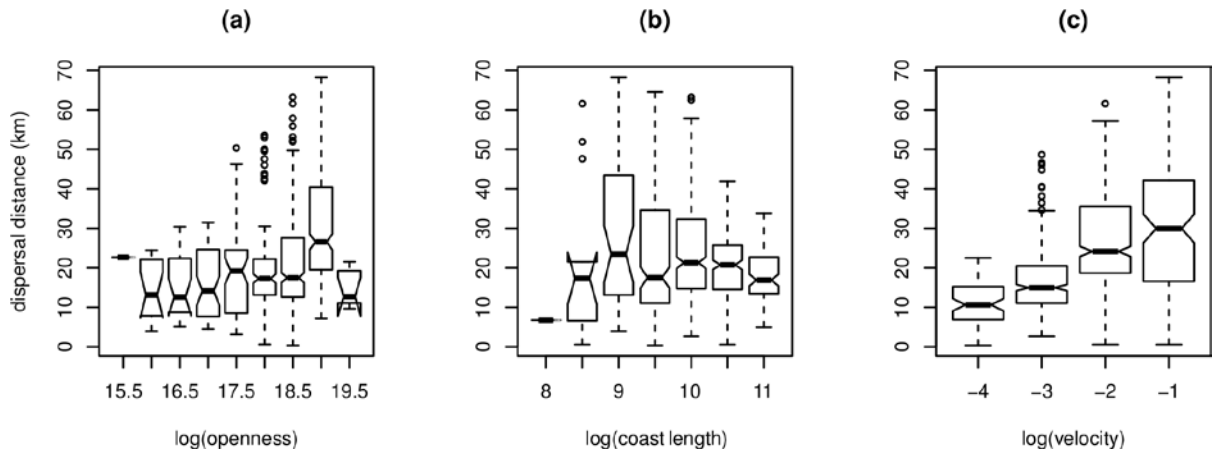 (a) (b) (c)
dispersal distance (km)
70 70 70
60 60 60
50 50 50
40 40 40
30 30 30
20 20 20
10 10 10
0 0 0
15.5 16.5 17.5 18.5 19.5 8 9 10 11 −4 −3 −2 −1
log(openness) log(coast length) log(velocity)